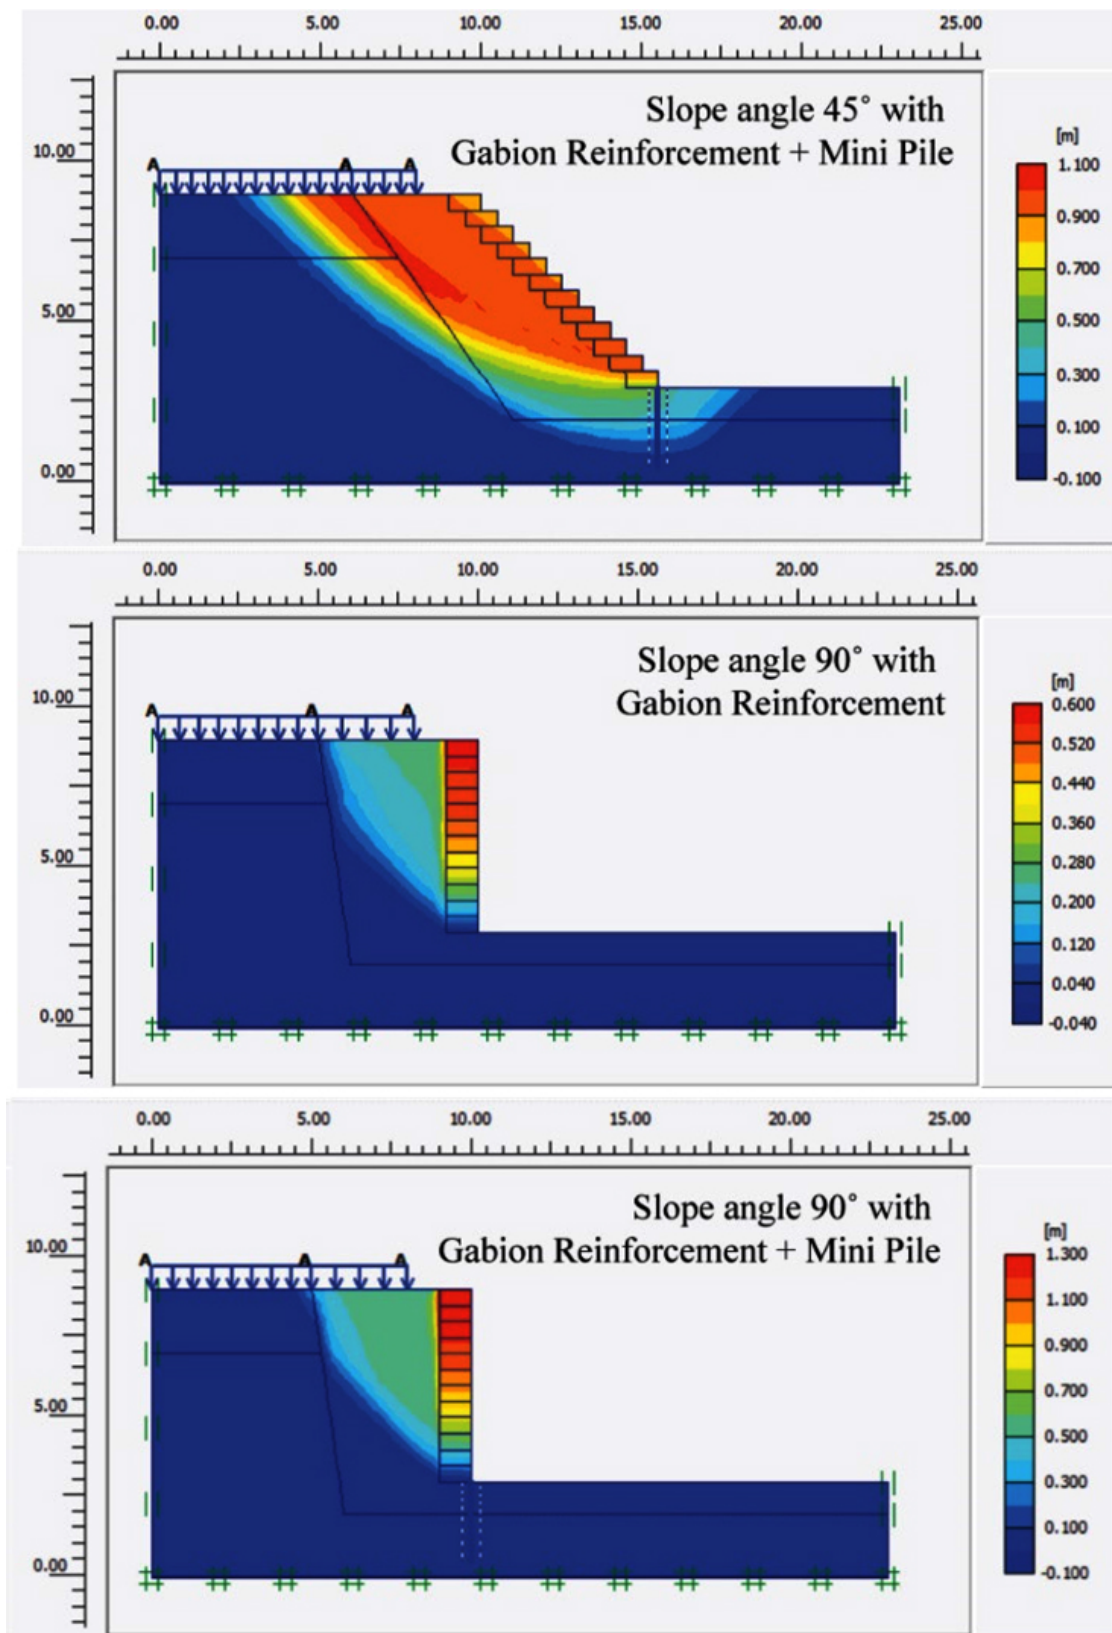 0.00 5.00 10.00 15.00 20.00 25.00
Slope angle 45° with
Gabion Reinforcement + Mini Pile
[m]
10.00
A A A
1.100
0.900
0.700
5.00
0.500
0.300
0.100
0.00
-0.100
0.00 5.00 10.00 15.00 20.00 25.00
Slope angle 90° with
Gabion Reinforcement
[m]
10.00
A A A
0.600
0.520
0.440
0.360
5.00
0.280
0.200
0.120
0.040
0.00
-0.040
0.00 5.00 10.00 15.00 20.00 25.00
Slope angle 90° with
Gabion Reinforcement + Mini Pile
[m]
10.00
A A A
1.300
1.100
0.900
0.700
5.00
0.500
0.300
0.100
0.00
-0.100